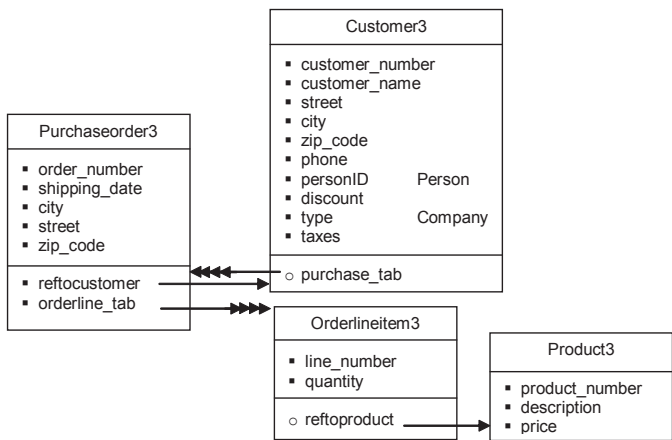 Customer3
customer_number
customer_name
street
city
zip_code
phone
personID Person
discount
type Company
taxes
purchase_tab
Purchaseorder3
order_number
shipping_date
city
street
zip_code
reftocustomer
orderline_tab
Orderlineitem3
line_number
quantity
reftoproduct
Product3
product_number
description
price